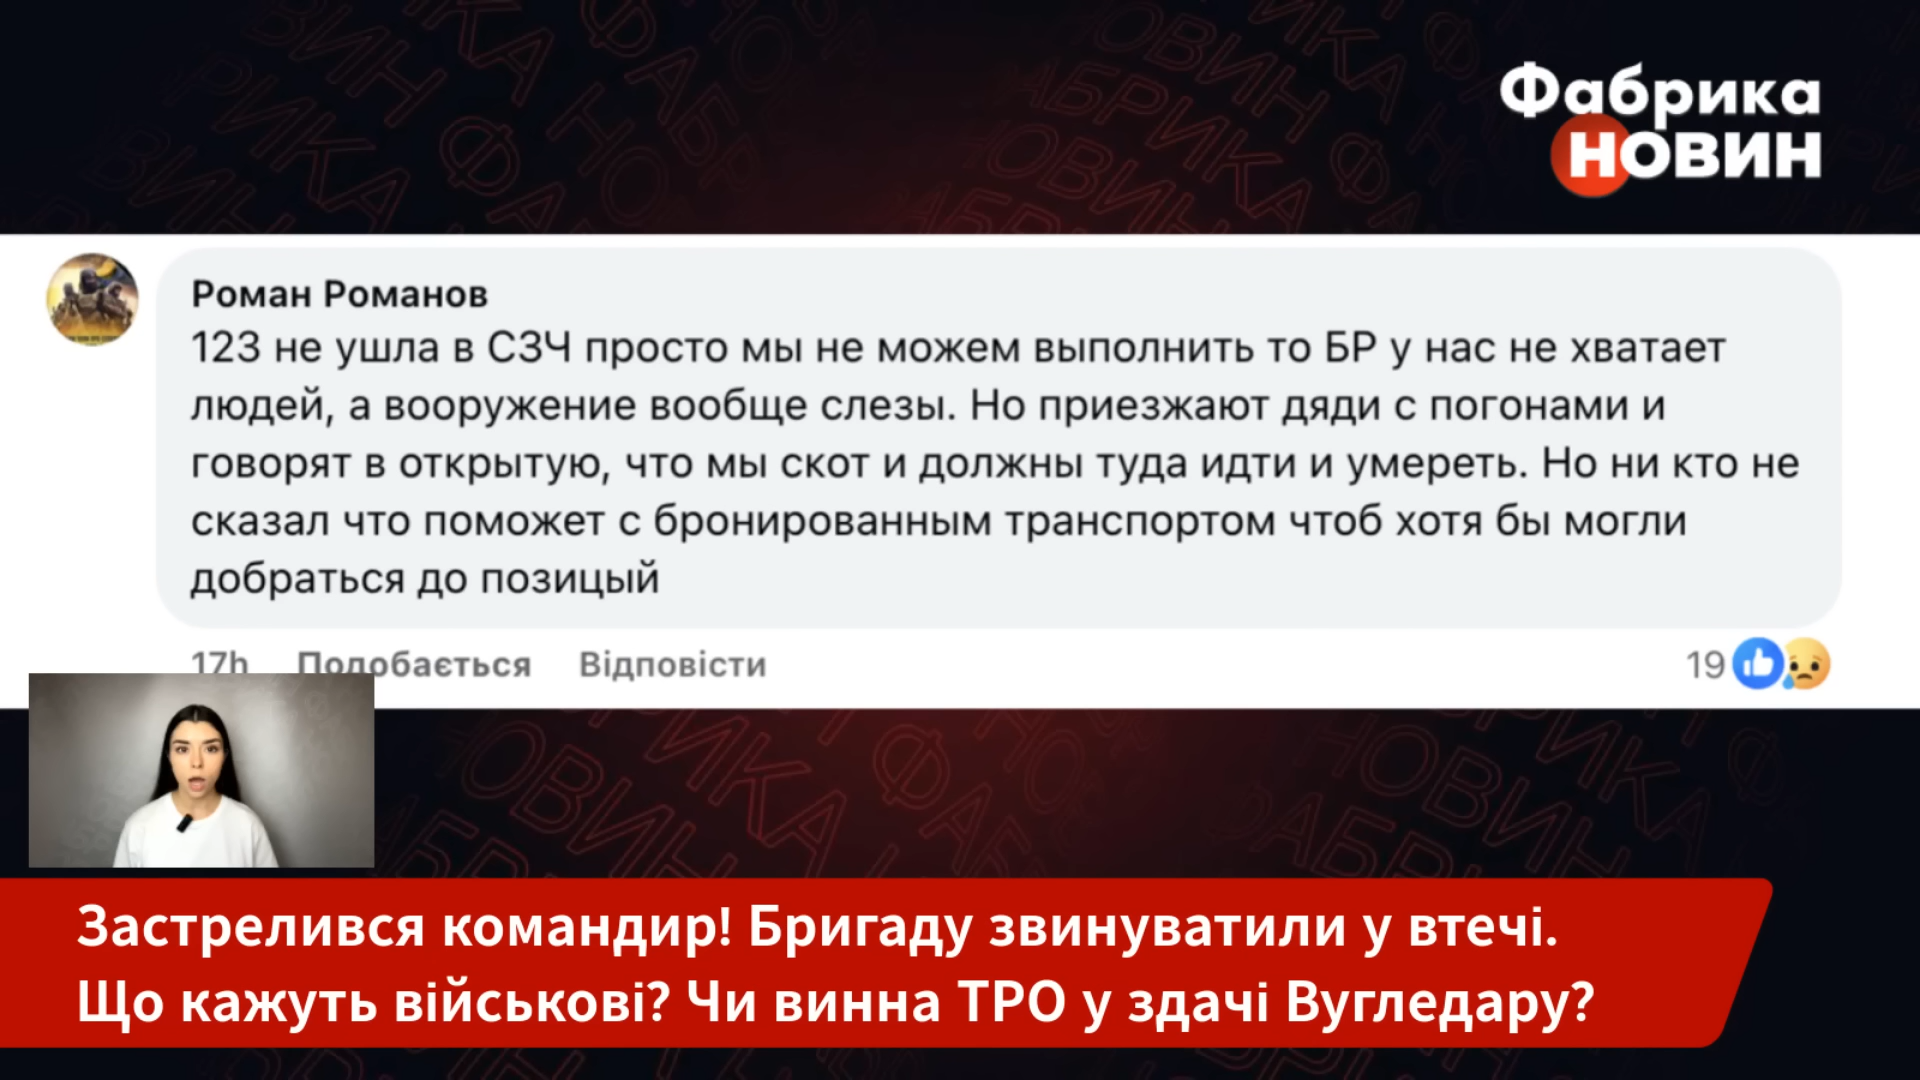 Фабрика
новин
Роман Романов
123 не ушла в СЗЧ просто мы не можем выполнить то БР у нас не хватает
людей, а вооружение вообще слезы. Но приезжают дяди с погонами и
говорят в открытую, что мы скот и должны туда идти и умереть. Но ни кто не
сказал что поможет с бронированным транспортом чтоб хотя бы могли
добраться до позицый
17h Подобається Відповісти 19
Застрелився командир! Бригаду звинуватили у втечі.
Що кажуть військові? Чи винна ТРО у здачі Вугледару?